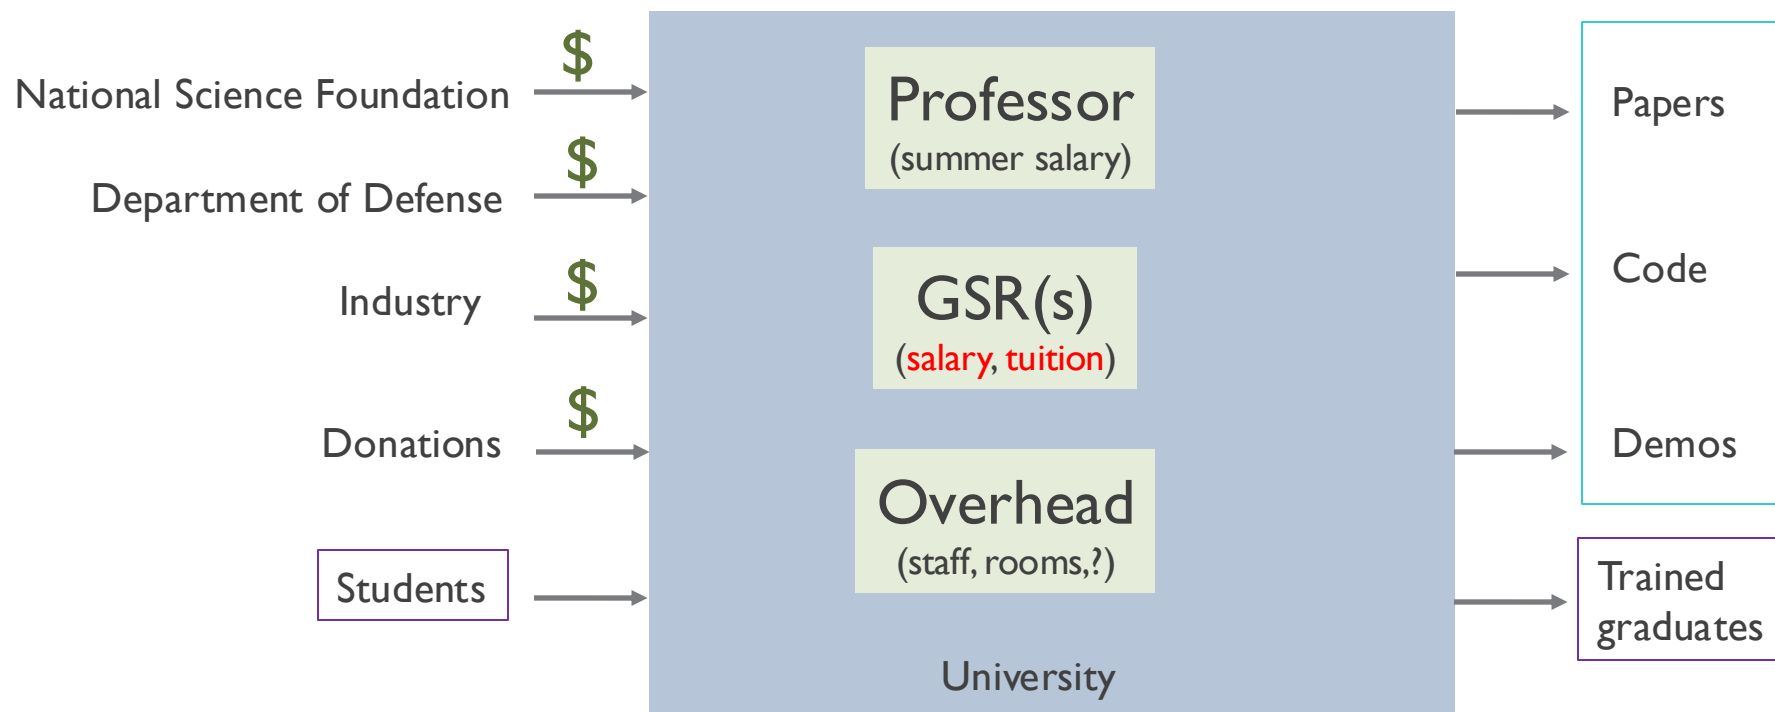 National Science Foundation
$
Department of Defense
$
Industry
$
Donations
$
Students
Professor
(summer salary)
GSR(s)
(salary, tuition)
Overhead
(staff, rooms,?)
University
Papers
Code
Demos
Trained
graduates